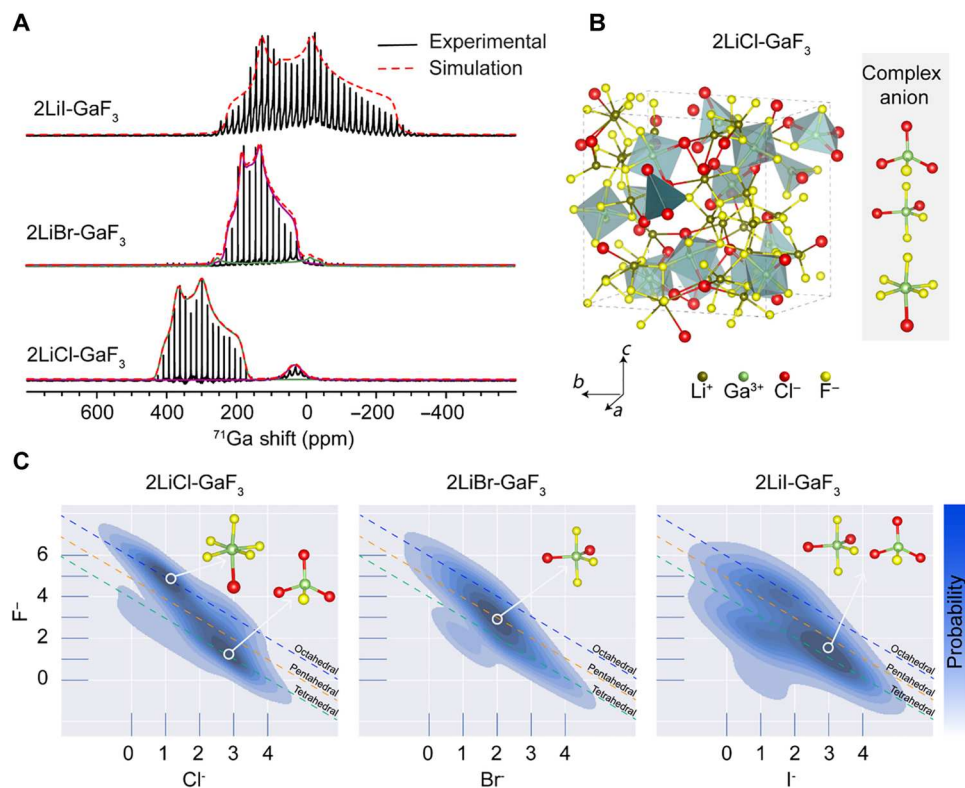 A
Experimental
Simulation
2LiI-GaF3
2LiBr-GaF3
2LiCl-GaF3
600 400 200 0 −200 −400
71Ga shift (ppm)
B
2LiCl-GaF3
Complex
anion
c
b
a
Li+ Ga3+ Cl− F−
C
2LiCl-GaF3 2LiBr-GaF3 2LiI-GaF3
F−
6
4
2
0
Octahedral
Pentahedral
Tetrahedral
Octahedral
Pentahedral
Tetrahedral
Octahedral
Pentahedral
Tetrahedral
Probability
0 1 2 3 4 0 1 2 3 4 0 1 2 3 4
Cl- Br- I-